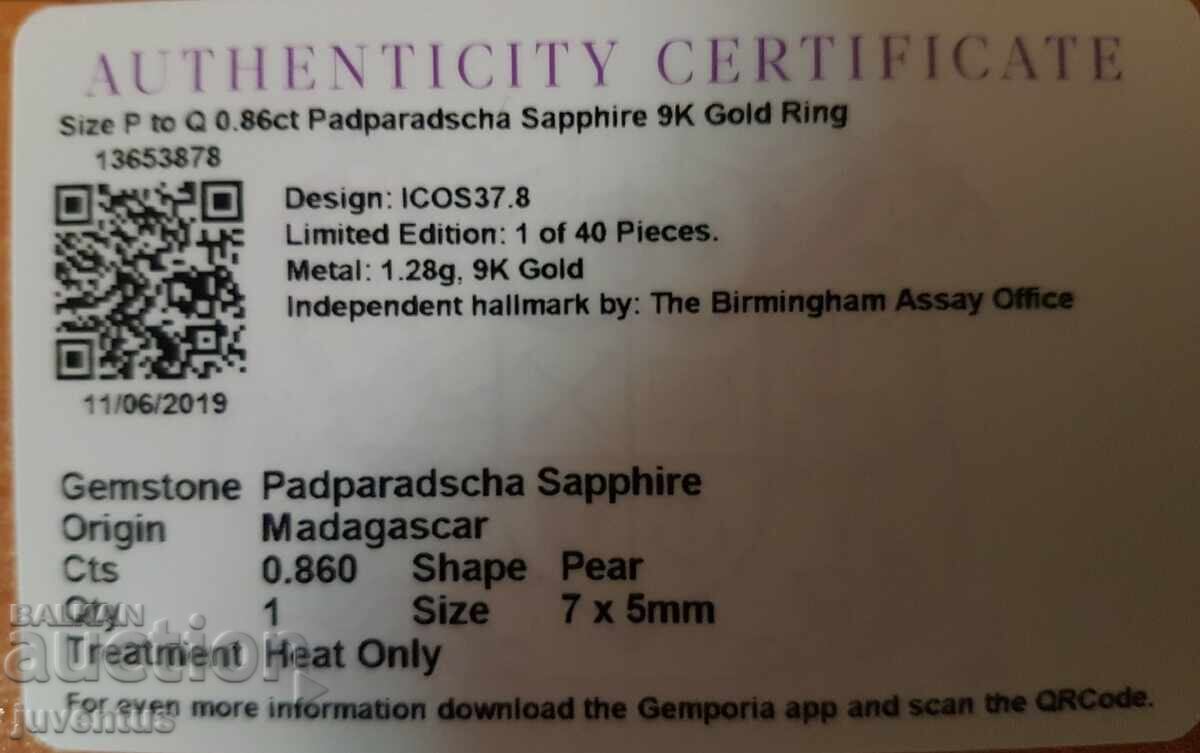 AUTHENTICITY CERTIFICATE
Size P to Q 0.86ct Padparadscha Sapphire 9K Gold Ring
13653878
Design: ICOS37.8
Limited Edition: 1 of 40 Pieces.
Metal: 1.28g, 9K Gold
Independent hallmark by: The Birmingham Assay Office
11/06/2019
Gemstone Padparadscha Sapphire
Origin Madagascar
Cts 0.860 Shape Pear
Qty 1 Size 7 x 5mm
Treatment Heat Only
For even more information download the Gemporia app and scan the QRCode.
BALKAN
auction
juventus